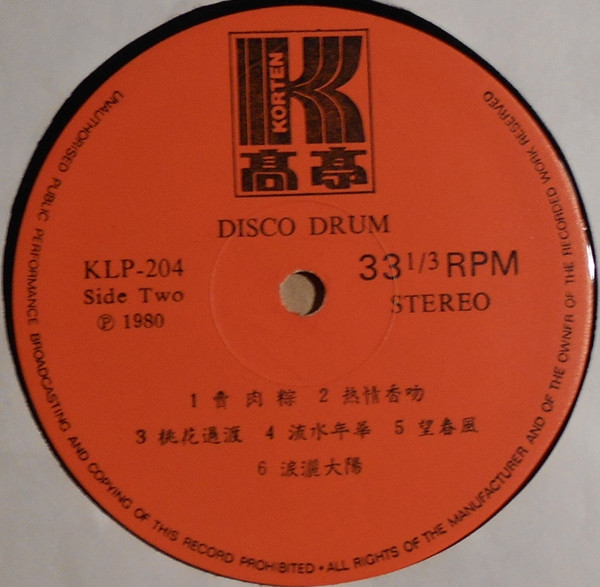 KORTEN
高亭
DISCO DRUM
KLP-204
Side Two
℗ 1980
33 1/3 RPM
STEREO
1 賣肉粽 2 热情香吻
3 桃花過渡 4 流水年華 5 望春風
6 淚灑大陽
UNAUTHORISED PUBLIC PERFORMANCE BROADCASTING AND COPYING OF THIS RECORD PROHIBITED • ALL RIGHTS OF THE MANUFACTURER AND OF THE OWNER OF THE RECORDED WORK RESERVED